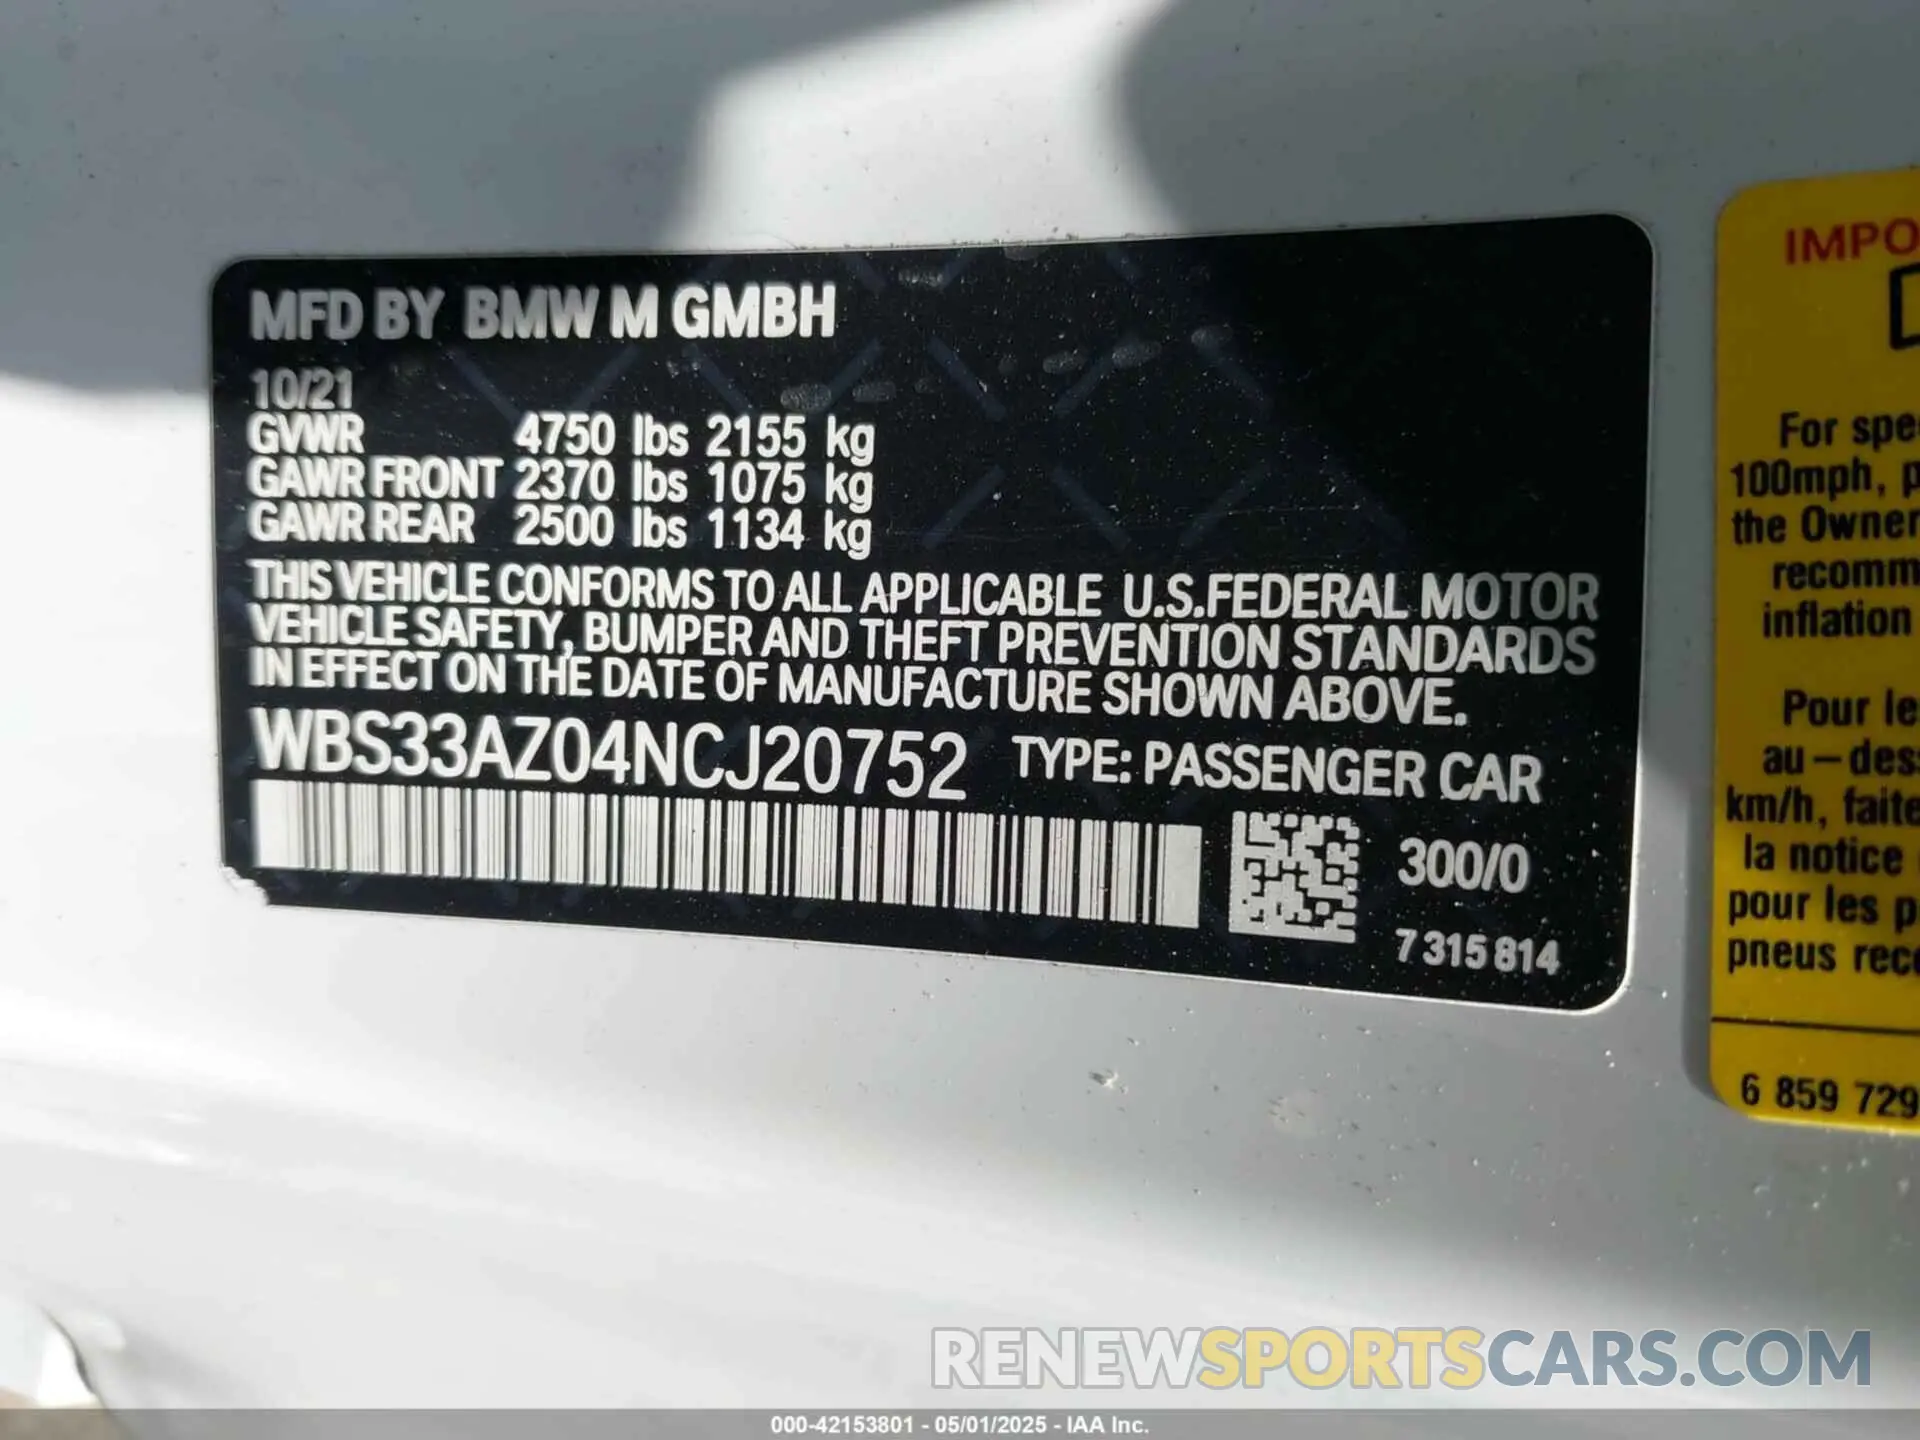 MFD BY BMW M GMBH
10/21
GVWR 4750 lbs 2155 kg
GAWR FRONT 2370 lbs 1075 kg
GAWR REAR 2500 lbs 1134 kg
THIS VEHICLE CONFORMS TO ALL APPLICABLE U.S.FEDERAL MOTOR
VEHICLE SAFETY, BUMPER AND THEFT PREVENTION STANDARDS
IN EFFECT ON THE DATE OF MANUFACTURE SHOWN ABOVE.
WBS33AZ04NCJ20752 TYPE: PASSENGER CAR
300/0
7 315 814
IMPO
For spe
100mph, p
the Owner
recomm
inflation
Pour le
au-dess
km/h, faite
la notice
pour les p
pneus rec
6 859 729
RENEWSPORTSCARS.COM
000-42153801 - 05/01/2025 - IAA Inc.